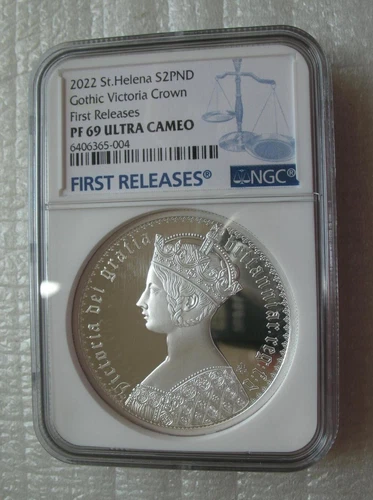 2022 St.Helena S2PND
Gothic Victoria Crown
First Releases
PF 69 ULTRA CAMEO
6406365-004
FIRST RELEASES®
NGC®
Victoria dei gratia britanniar. reg: